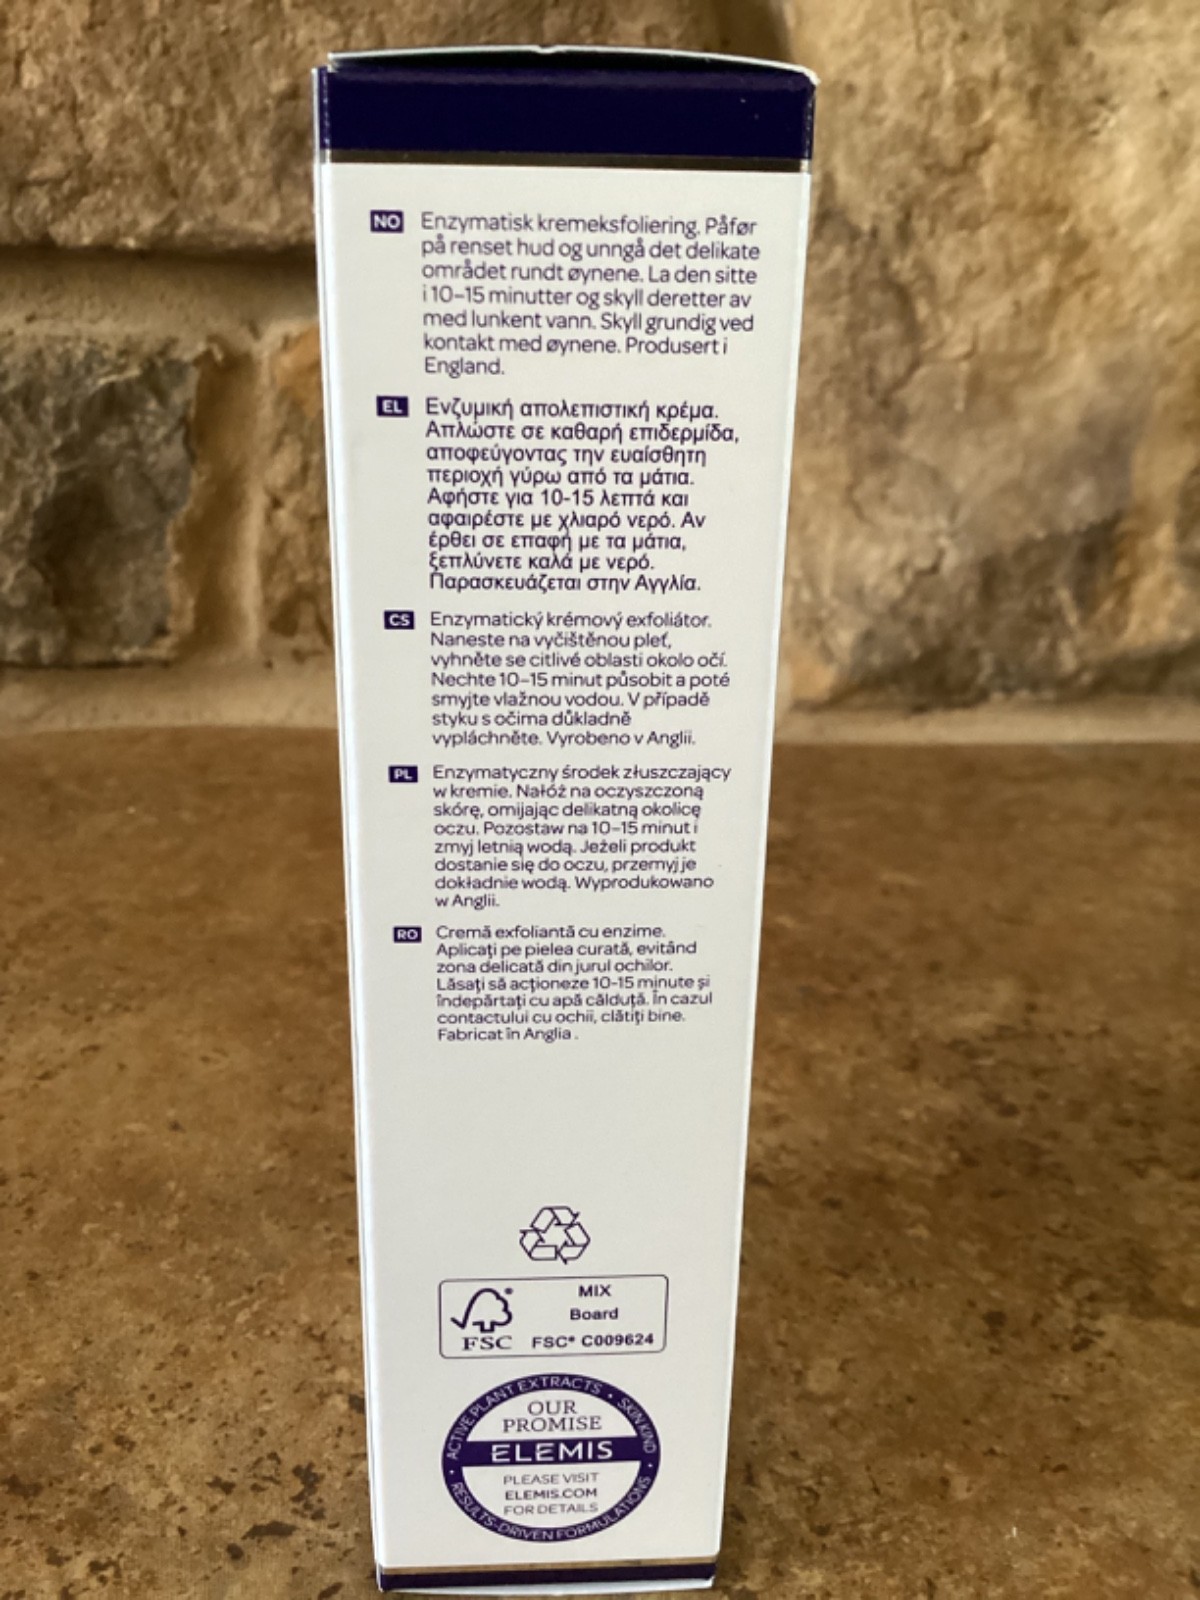 NO Enzymatisk kremeksfoliering. Påfør
på renset hud og unngå det delikate
området rundt øynene. La den sitte
i 10–15 minutter og skyll deretter av
med lunkent vann. Skyll grundig ved
kontakt med øynene. Produsert i
England.
EL Ενζυμική απολεπιστική κρέμα.
Απλώστε σε καθαρή επιδερμίδα,
αποφεύγοντας την ευαίσθητη
περιοχή γύρω από τα μάτια.
Αφήστε για 10-15 λεπτά και
αφαιρέστε με χλιαρό νερό. Αν
έρθει σε επαφή με τα μάτια,
ξεπλύνετε καλά με νερό.
Παρασκευάζεται στην Αγγλία.
CS Enzymatický krémový exfoliátor.
Naneste na vyčištěnou pleť,
vyhněte se citlivé oblasti okolo očí.
Nechte 10–15 minut působit a poté
smyjte vlažnou vodou. V případě
styku s očima důkladně
vypláchněte. Vyrobeno v Anglii.
PL Enzymatyczny środek złuszczający
w kremie. Nałóż na oczyszczoną
skórę, omijając delikatną okolicę
oczu. Pozostaw na 10–15 minut i
zmyj letnią wodą. Jeżeli produkt
dostanie się do oczu, przemyj je
dokładnie wodą. Wyprodukowano
w Anglii.
RO Cremă exfoliantă cu enzime.
Aplicați pe pielea curată, evitând
zona delicată din jurul ochilor.
Lăsați să acționeze 10-15 minute și
îndepărtați cu apă călduță. În cazul
contactului cu ochii, clătiți bine.
Fabricat în Anglia .
MIX
Board
FSC FSC® C009624
ACTIVE PLANT EXTRACTS • SKIN KIND
OUR
PROMISE
ELEMIS
PLEASE VISIT
ELEMIS.COM
FOR DETAILS
• RESULTS-DRIVEN FORMULATIONS •